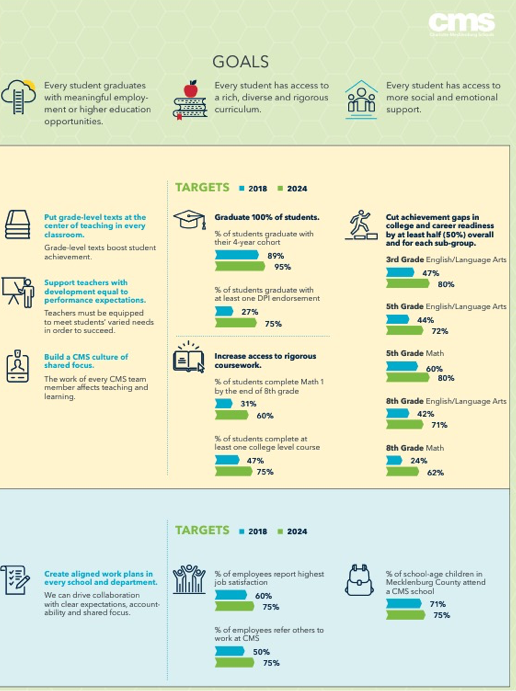 cms
GOALS
Every student graduates
with meaningful employ-
ment or higher education
opportunities.
Every student has access to
a rich, diverse and rigorous
curriculum.
Every student has access to
more social and emotional
support.
Put grade-level texts at the
center of teaching in every
classroom.
Grade-level texts boost student
achievement.
Support teachers with
development equal to
performance expectations.
Teachers must be equipped
to meet students' varied needs
in order to succeed.
Build a CMS culture of
shared focus.
The work of every CMS team
member affects teaching and
learning.
TARGETS 2018 2024
Graduate 100% of students.
% of students graduate with
their 4-year cohort
89%
95%
% of students graduate with
at least one DPI endorsement
27%
75%
Increase access to rigorous
coursework.
% of students complete Math 1
by the end of 8th grade
31%
60%
% of students complete at
least one college level course
47%
75%
Cut achievement gaps in
college and career readiness
by at least half (50%) overall
and for each sub-group.
3rd Grade English/Language Arts
47%
80%
5th Grade English/Language Arts
44%
72%
5th Grade Math
60%
80%
8th Grade English/Language Arts
42%
71%
8th Grade Math
24%
62%
Create aligned work plans in
every school and department.
We can drive collaboration
with clear expectations, account-
ability and shared focus.
TARGETS 2018 2024
% of employees report highest
job satisfaction
60%
75%
% of employees refer others to
work at CMS
50%
75%
% of school-age children in
Mecklenburg County attend
a CMS school
71%
75%